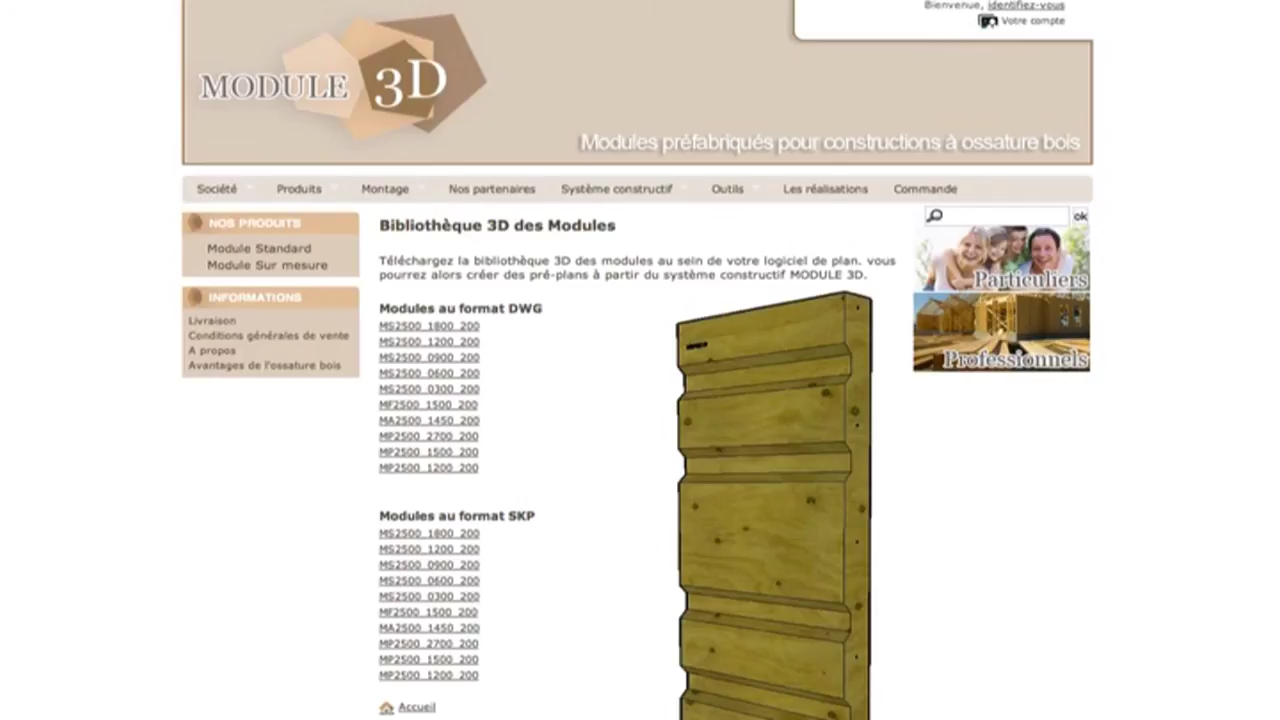 Bienvenue, identifiez-vous
Votre compte
MODULE 3D
Modules préfabriqués pour constructions à ossature bois
Société Produits Montage Nos partenaires Système constructif Outils Les réalisations Commande
NOS PRODUITS
Module Standard
Module Sur mesure
INFORMATIONS
Livraison
Conditions générales de vente
A propos
Avantages de l'ossature bois
Bibliothèque 3D des Modules
Téléchargez la bibliothèque 3D des modules au sein de votre logiciel de plan. vous
pourrez alors créer des pré-plans à partir du système constructif MODULE 3D.
Modules au format DWG
MS2500_1800_200
MS2500_1200_200
MS2500_0900_200
MS2500_0600_200
MS2500_0300_200
MF2500_1500_200
MA2500_1450_200
MP2500_2700_200
MP2500_1500_200
MP2500_1200_200
Modules au format SKP
MS2500_1800_200
MS2500_1200_200
MS2500_0900_200
MS2500_0600_200
MS2500_0300_200
MF2500_1500_200
MA2500_1450_200
MP2500_2700_200
MP2500_1500_200
MP2500_1200_200
Accueil
ok
Particuliers
Professionnels